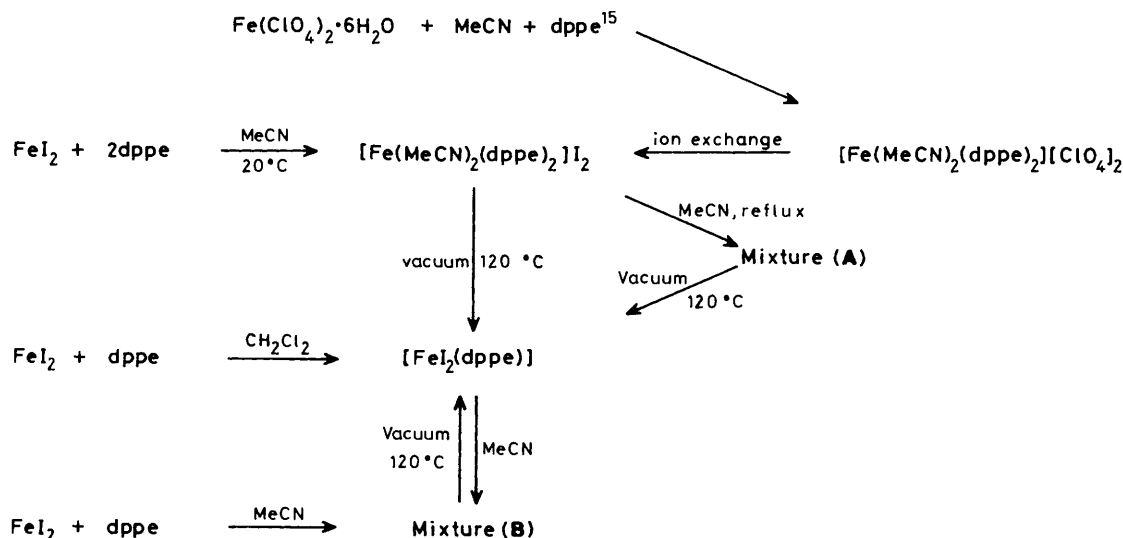 Fe(ClO₄)₂·6H₂O + MeCN + dppe¹⁵
FeI₂ + 2dppe
MeCN
20°C
[Fe(MeCN)₂(dppe)₂]I₂
ion exchange
[Fe(MeCN)₂(dppe)₂][ClO₄]₂
MeCN, reflux
vacuum 120 °C
Mixture (A)
Vacuum
120 °C
FeI₂ + dppe
CH₂Cl₂
[FeI₂(dppe)]
Vacuum
120 °C
MeCN
FeI₂ + dppe
MeCN
Mixture (B)